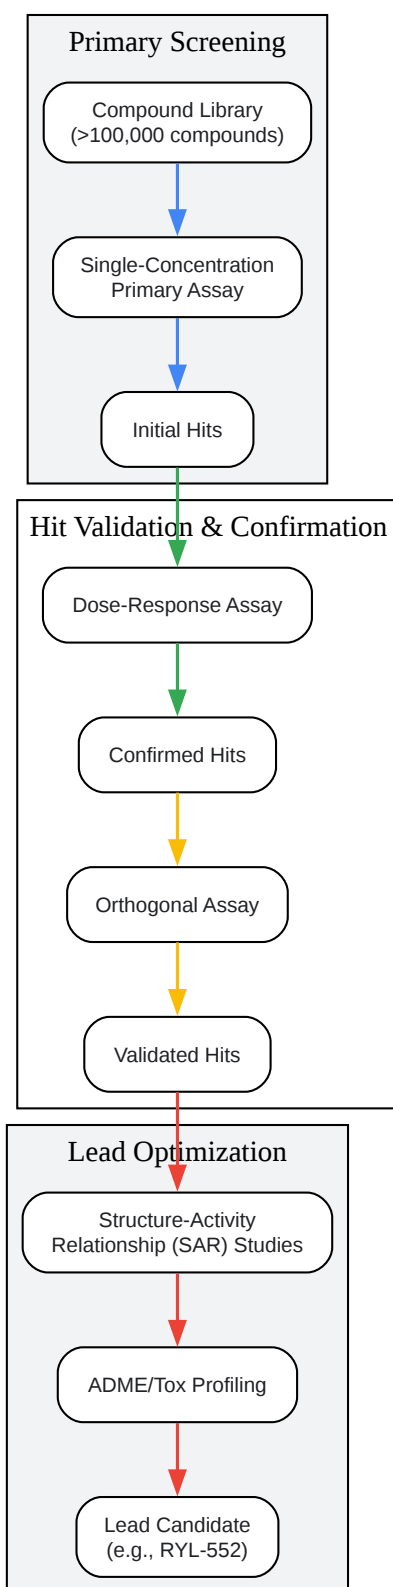 Primary Screening
Compound Library
(>100,000 compounds)
Single-Concentration
Primary Assay
Initial Hits
Hit Validation & Confirmation
Dose-Response Assay
Confirmed Hits
Orthogonal Assay
Validated Hits
Lead Optimization
Structure-Activity
Relationship (SAR) Studies
ADME/Tox Profiling
Lead Candidate
(e.g., RYL-552)